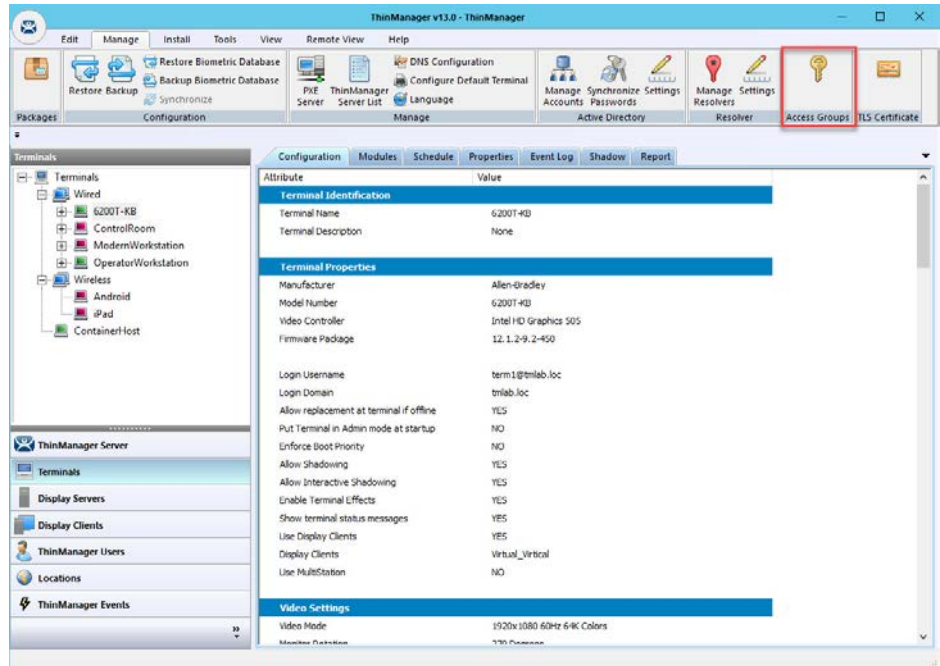 ThinManager v13.0 - ThinManager
Edit Manage Install Tools View Remote View Help
Restore Backup
Restore Biometric Database
Backup Biometric Database
Synchronize
PXE Server
ThinManager Server List
DNS Configuration
Configure Default Terminal
Language
Manage Accounts
Synchronize Passwords
Settings
Manage Resolvers
Settings
Packages Configuration Manage Active Directory Resolver Access Groups TLS Certificate
Terminals
Terminals
Wired
6200T-KB
ControlRoom
ModernWorkstation
OperatorWorkstation
Wireless
Android
iPad
ContainerHost
ThinManager Server
Terminals
Display Servers
Display Clients
ThinManager Users
Locations
ThinManager Events
Configuration Modules Schedule Properties Event Log Shadow Report
Attribute Value
Terminal Identification
Terminal Name 6200T-KB
Terminal Description None
Terminal Properties
Manufacturer Allen-Bradley
Model Number 6200T-KB
Video Controller Intel HD Graphics 505
Firmware Package 12.1.2-9.2-450
Login Username term1@tmlab.loc
Login Domain tmlab.loc
Allow replacement at terminal if offline YES
Put Terminal in Admin mode at startup NO
Enforce Boot Priority NO
Allow Shadowing YES
Allow Interactive Shadowing YES
Enable Terminal Effects YES
Show terminal status messages YES
Use Display Clients YES
Display Clients Virtual_Virtical
Use MultiStation NO
Video Settings
Video Mode 1920x1080 60Hz 64K Colors
Monitor Rotation 270 Degrees